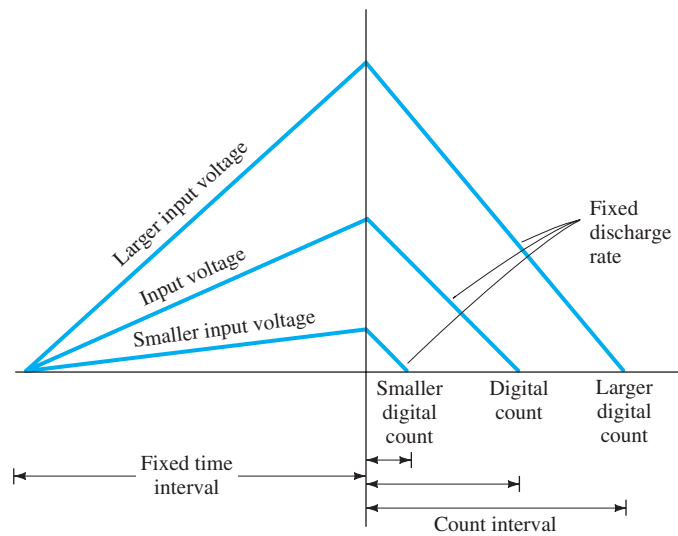 Larger input voltage
Input voltage
Smaller input voltage
Fixed
discharge
rate
Smaller
digital
count
Digital
count
Larger
digital
count
Fixed time
interval
Count interval